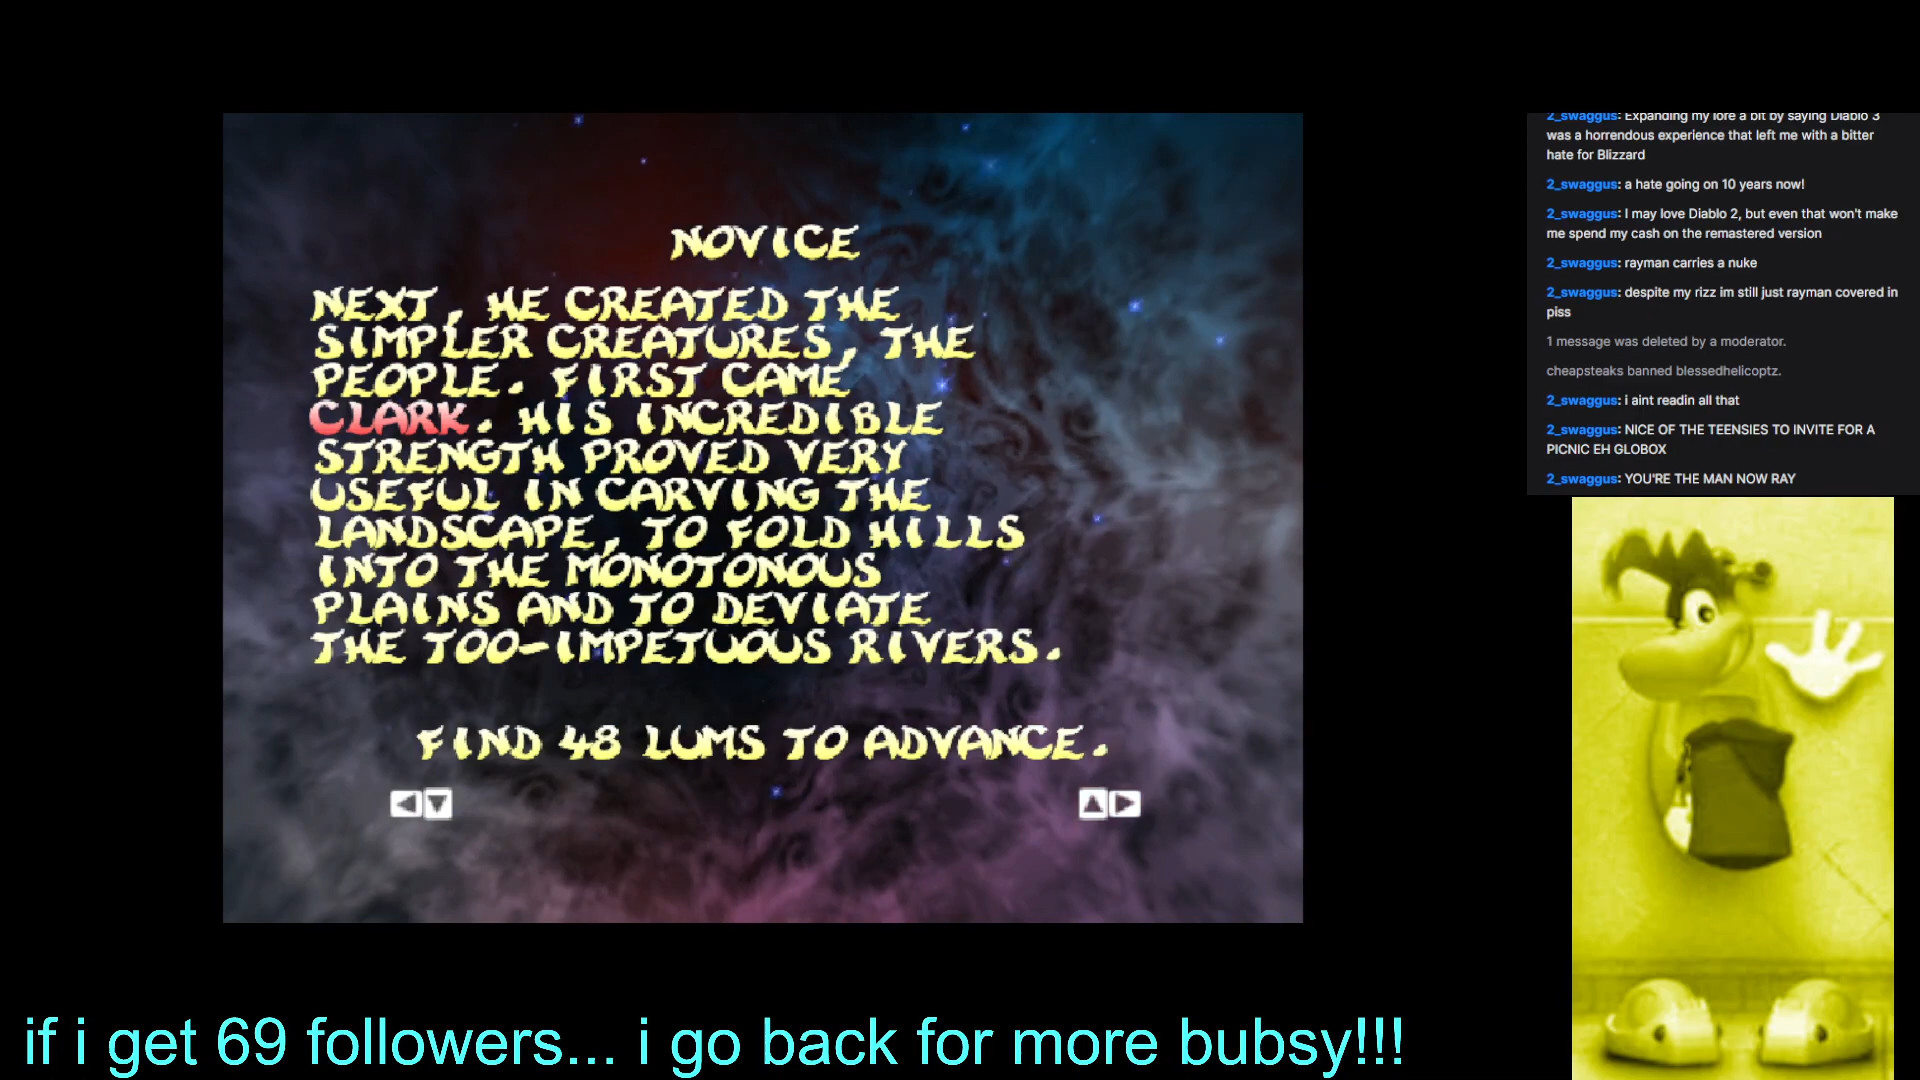 NOVICE
NEXT, HE CREATED THE
SIMPLER CREATURES, THE
PEOPLE. FIRST CAME
CLARK. HIS INCREDIBLE
STRENGTH PROVED VERY
USEFUL IN CARVING THE
LANDSCAPE, TO FOLD HILLS
INTO THE MONOTONOUS
PLAINS AND TO DEVIATE
THE TOO-IMPETUOUS RIVERS.
FIND 48 LUMS TO ADVANCE.
2_swaggus: Expanding my lore a bit by saying Diablo 3
was a horrendous experience that left me with a bitter
hate for Blizzard
2_swaggus: a hate going on 10 years now!
2_swaggus: I may love Diablo 2, but even that won't make
me spend my cash on the remastered version
2_swaggus: rayman carries a nuke
2_swaggus: despite my rizz im still just rayman covered in
piss
1 message was deleted by a moderator.
cheapsteaks banned blessedhelicoptz.
2_swaggus: i aint readin all that
2_swaggus: NICE OF THE TEENSIES TO INVITE FOR A
PICNIC EH GLOBOX
2_swaggus: YOU'RE THE MAN NOW RAY
if i get 69 followers... i go back for more bubsy!!!